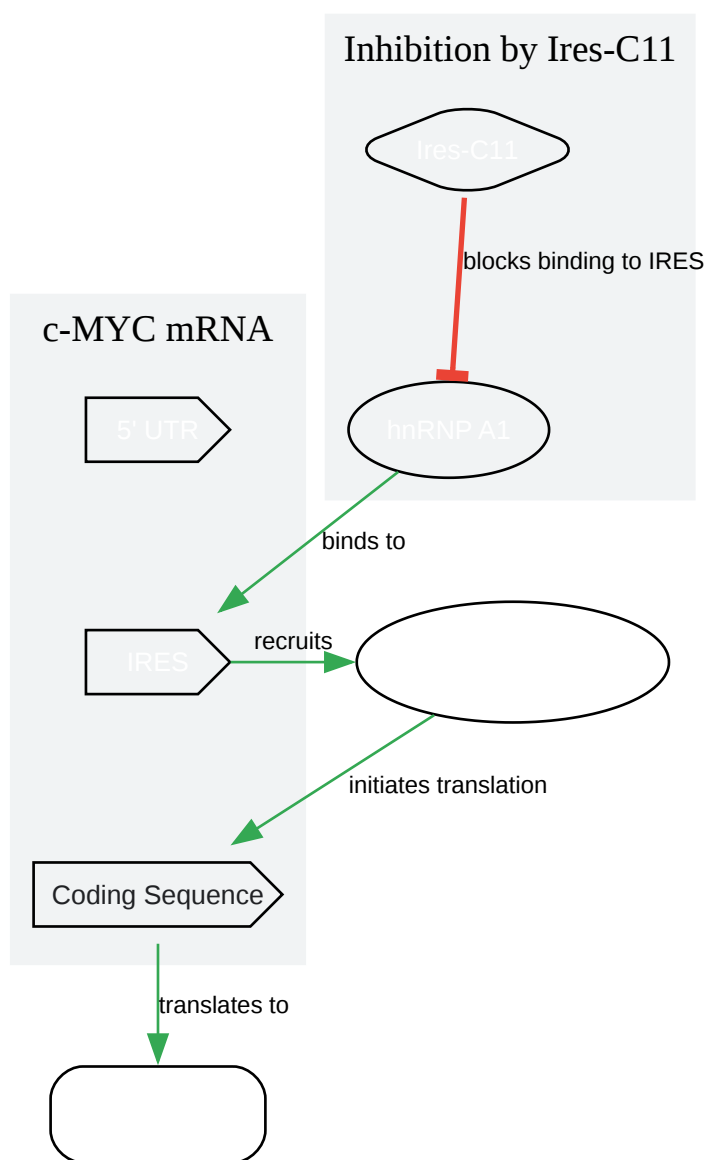 Inhibition by Ires-C11
Ires-C11
blocks binding to IRES
c-MYC mRNA
5' UTR
hnRNP A1
binds to
IRES
recruits
initiates translation
Coding Sequence
translates to